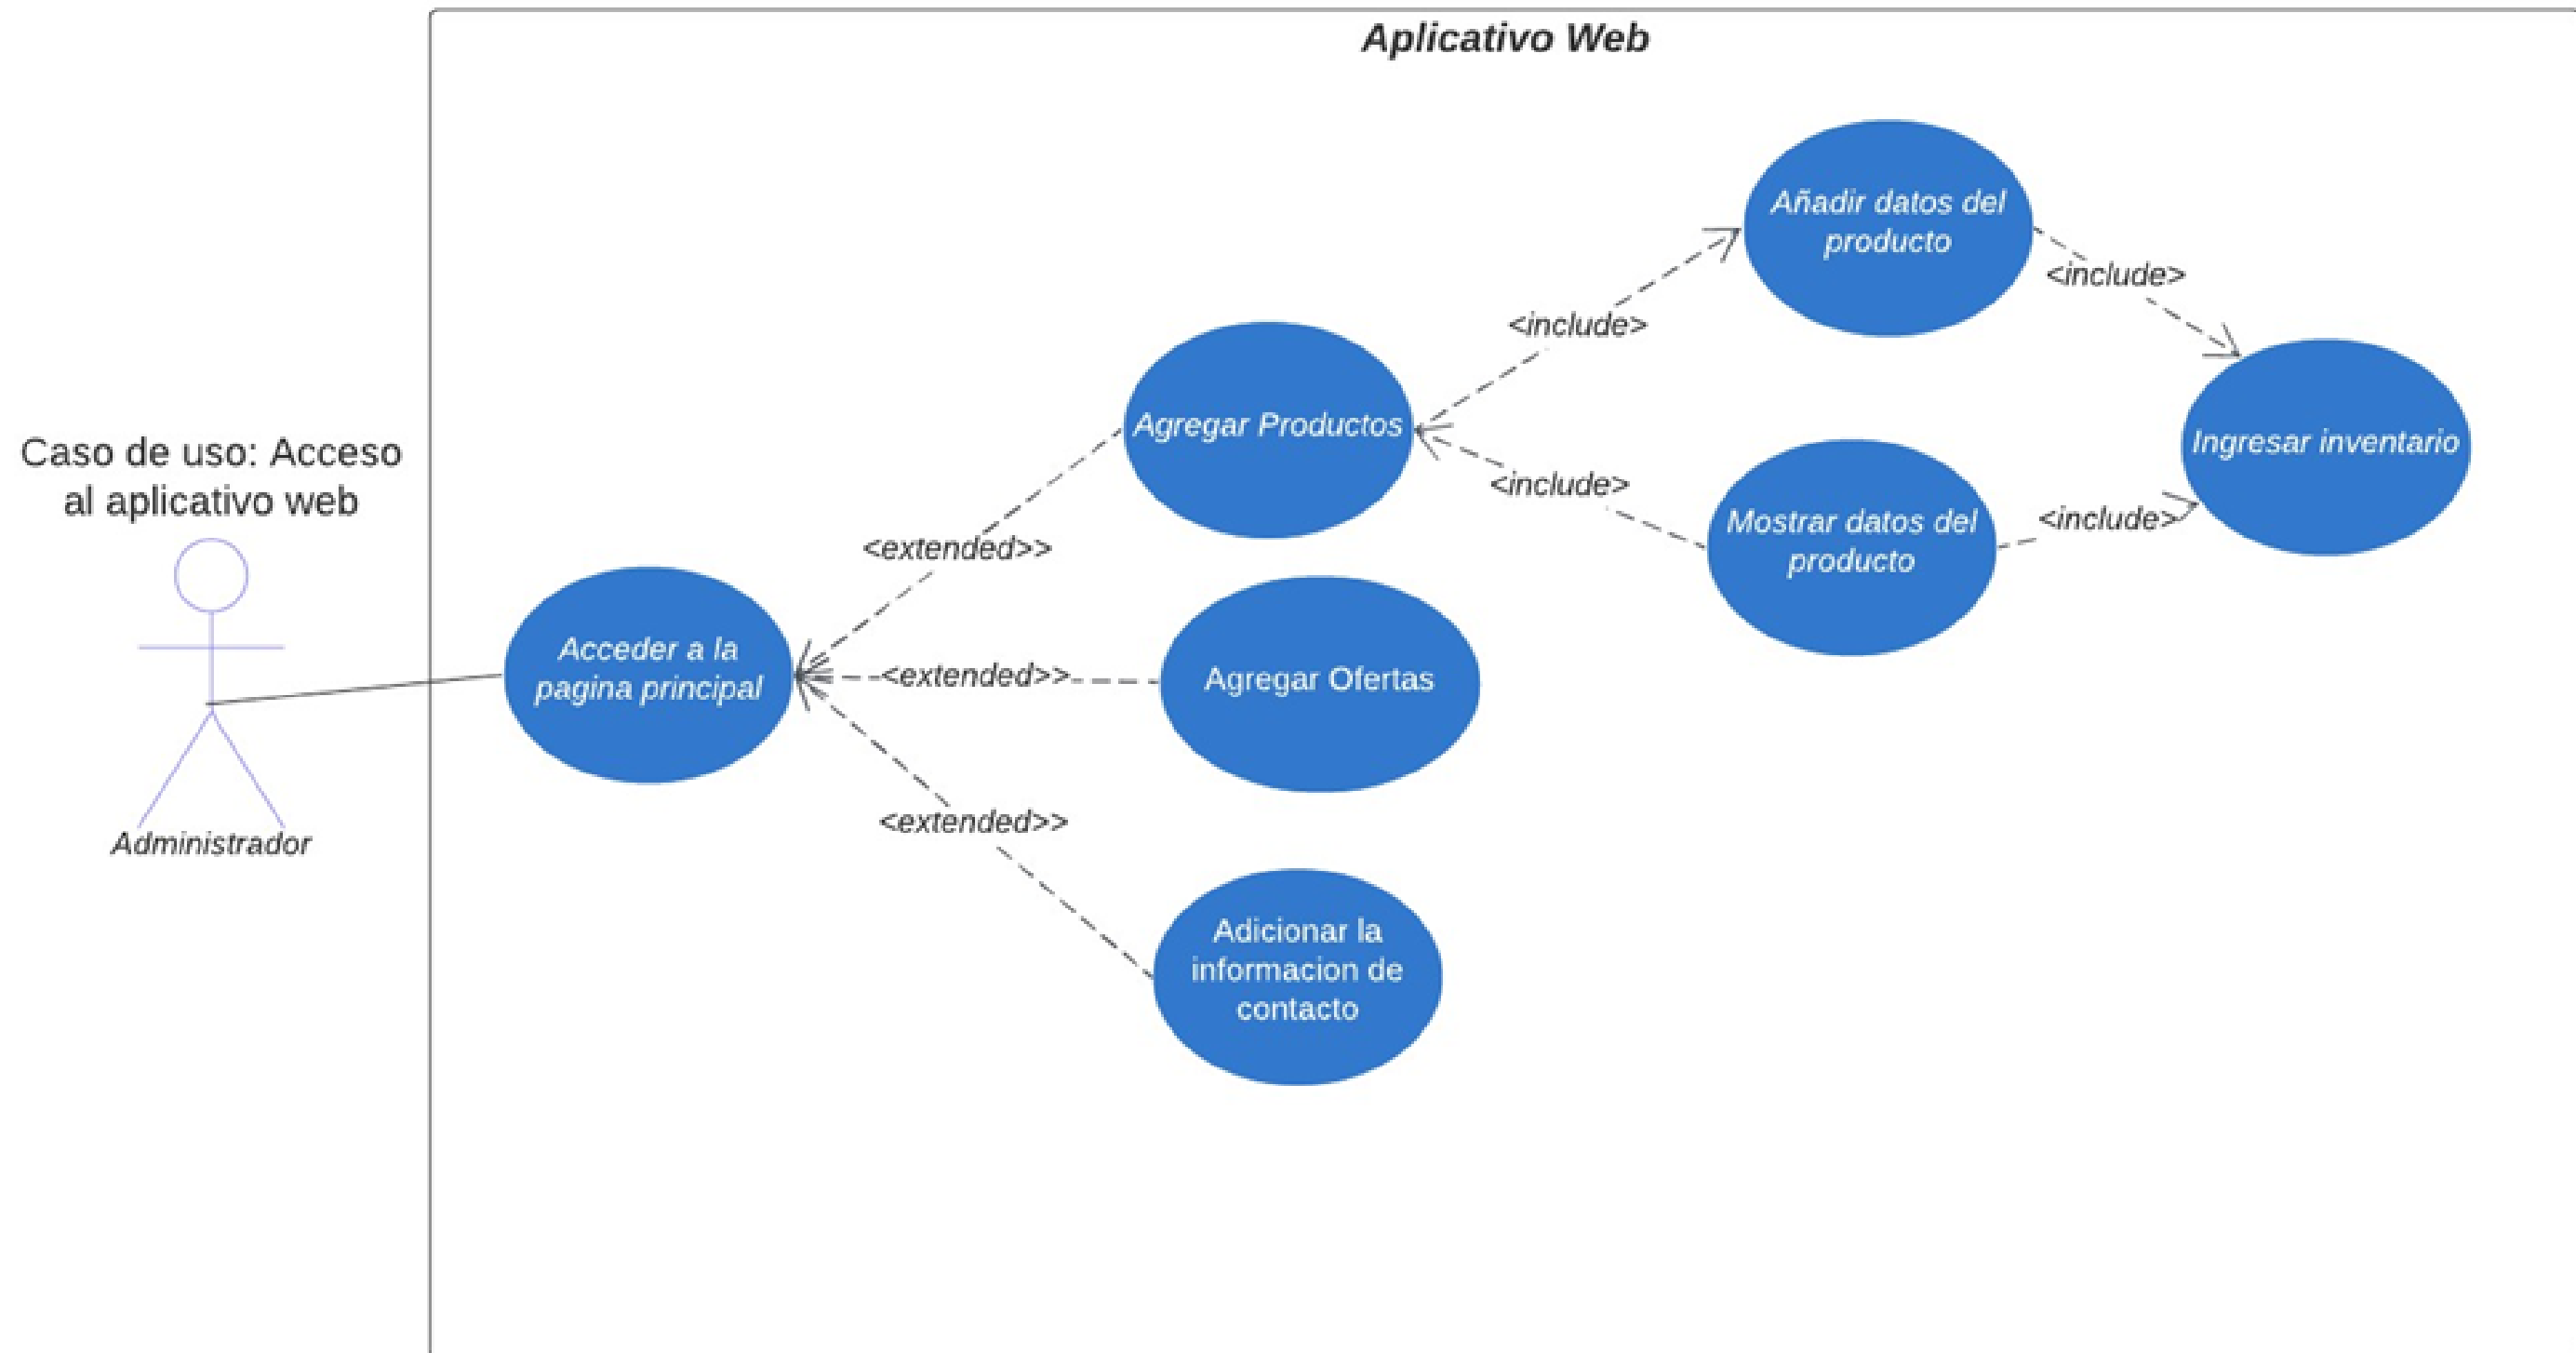 Aplicativo Web
Caso de uso: Acceso
al aplicativo web
Administrador
Acceder a la
pagina principal
<extended>>
<extended>>
<extended>>
Agregar Productos
Agregar Ofertas
Adicionar la
informacion de
contacto
<include>
<include>
Añadir datos del
producto
Mostrar datos del
producto
<include>
<include>
Ingresar inventario